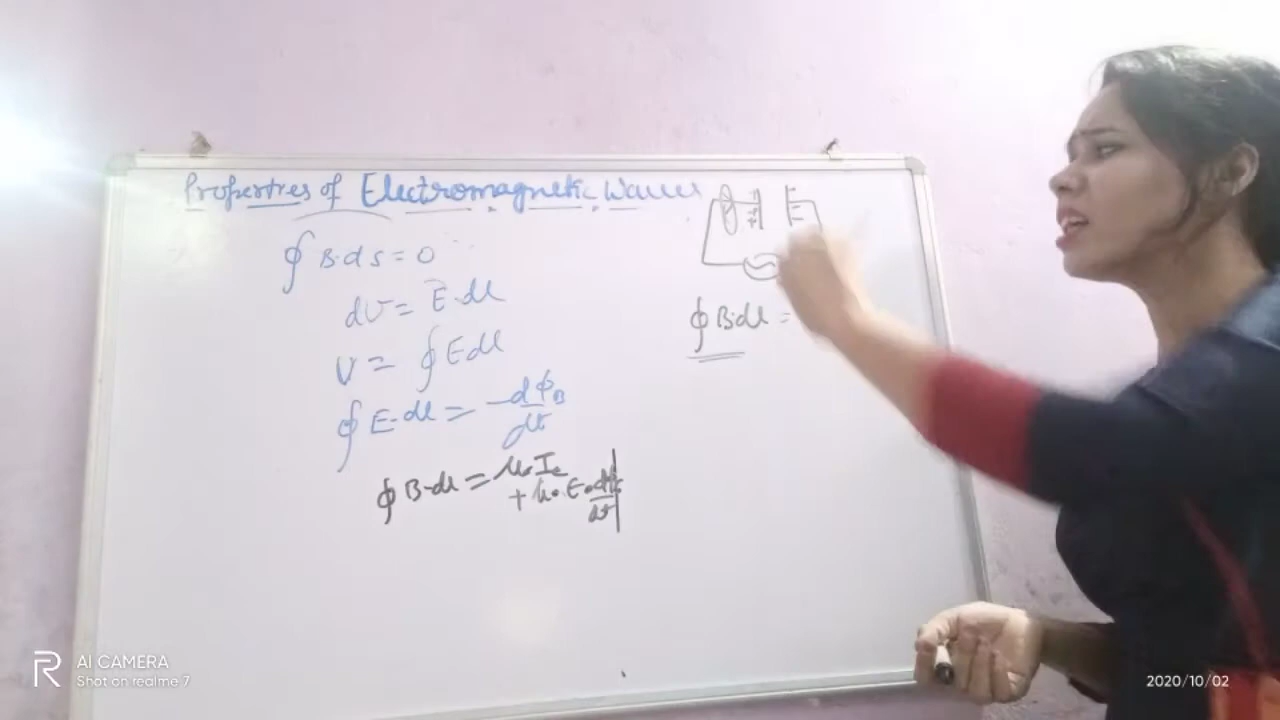 Properties of Electromagnetic Waves
∮ B·ds = 0
dV = E·dl
V = ∮ E dl
∮ E·dl = -dφB/dt
∮ B·dl = μ₀Ic
+ μ₀ε₀ dφE/dt
∮ B·dl =
R AI CAMERA
Shot on realme 7
2020/10/02